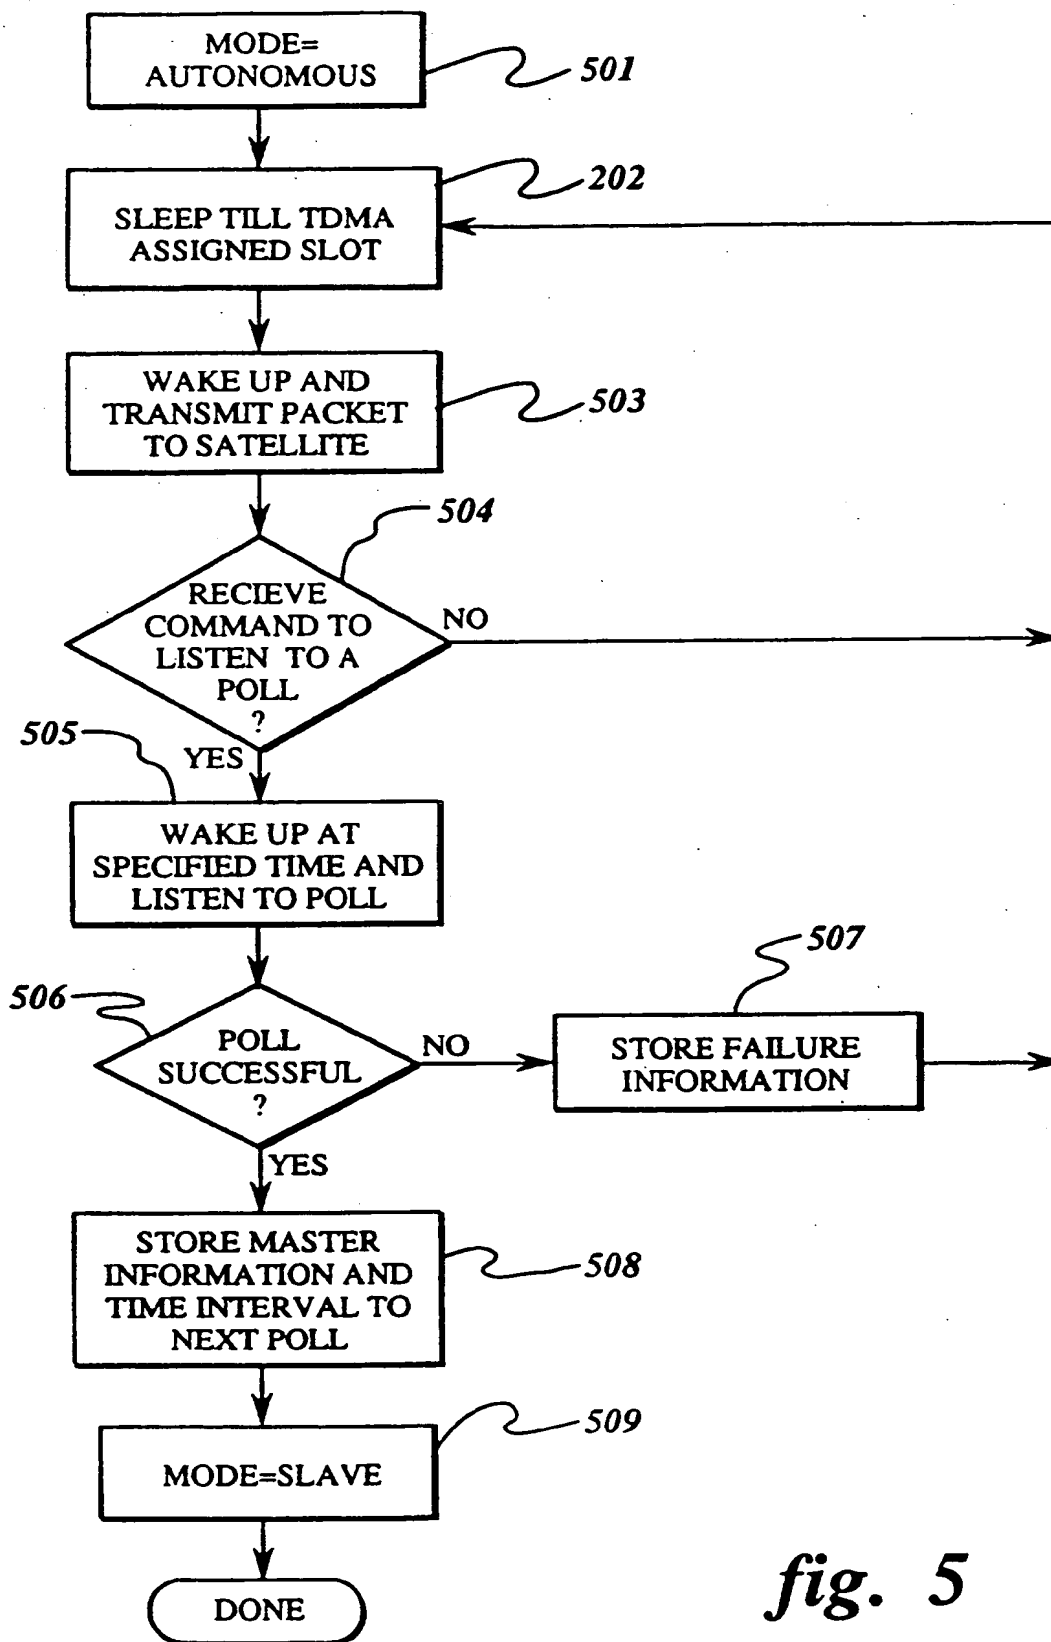 MODE=
AUTONOMOUS
501
202
SLEEP TILL TDMA
ASSIGNED SLOT
WAKE UP AND
TRANSMIT PACKET
TO SATELLITE
503
504
RECIEVE
COMMAND TO
LISTEN TO A
POLL
?
NO
505
YES
WAKE UP AT
SPECIFIED TIME AND
LISTEN TO POLL
507
506
POLL
SUCCESSFUL
?
NO
STORE FAILURE
INFORMATION
YES
STORE MASTER
INFORMATION AND
TIME INTERVAL TO
NEXT POLL
508
509
MODE=SLAVE
DONE
fig. 5